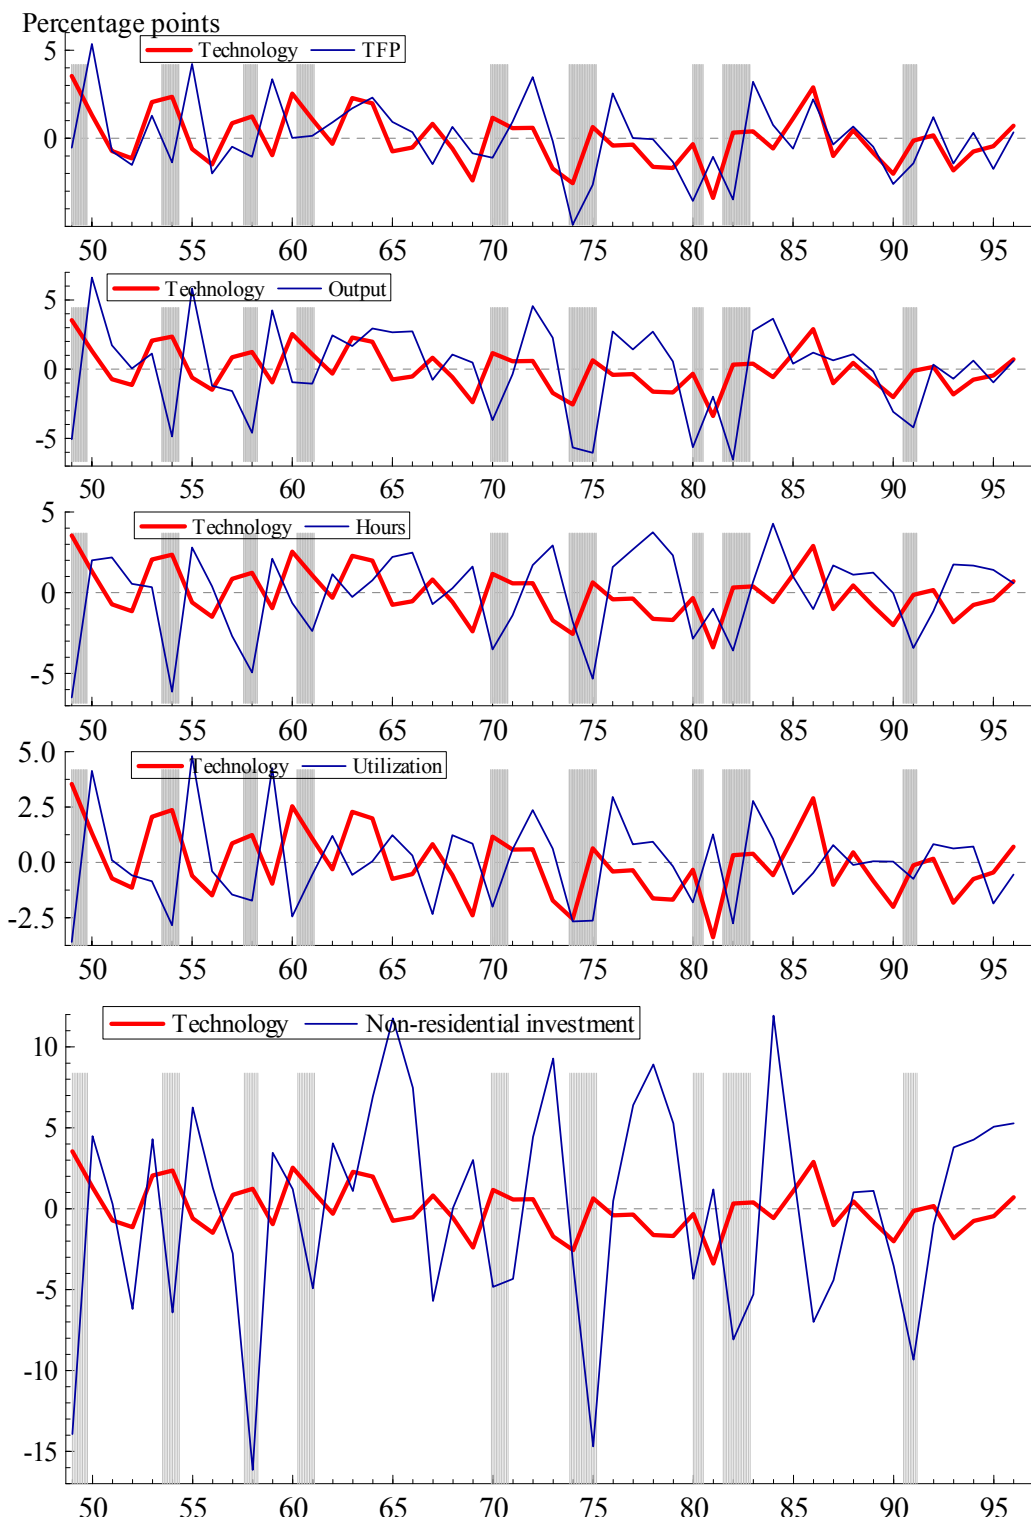 Percentage points
Technology TFP
5
0
50 55 60 65 70 75 80 85 90 95
Technology Output
5
0
-5
50 55 60 65 70 75 80 85 90 95
Technology Hours
5
0
-5
50 55 60 65 70 75 80 85 90 95
Technology Utilization
5.0
2.5
0.0
-2.5
50 55 60 65 70 75 80 85 90 95
Technology Non-residential investment
10
5
0
-5
-10
-15
50 55 60 65 70 75 80 85 90 95